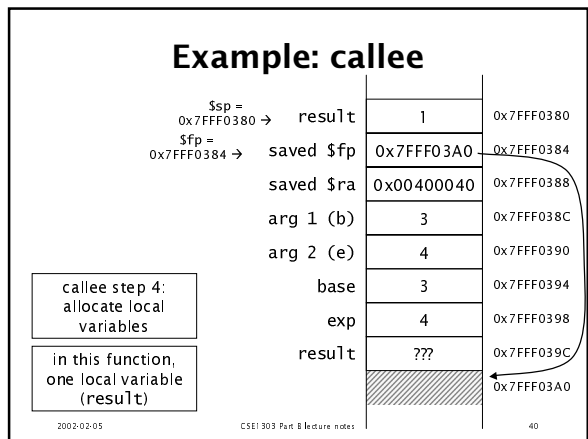 Example: callee
$sp =
0x7FFF0380 → result 1 0x7FFF0380
$fp =
0x7FFF0384 → saved $fp 0x7FFF03A0 0x7FFF0384
saved $ra 0x00400040 0x7FFF0388
arg 1 (b) 3 0x7FFF038C
arg 2 (e) 4 0x7FFF0390
base 3 0x7FFF0394
exp 4 0x7FFF0398
result ??? 0x7FFF039C
0x7FFF03A0
callee step 4:
allocate local
variables
in this function,
one local variable
(result)
2002-02-05 CSE1303 Part B lecture notes 40